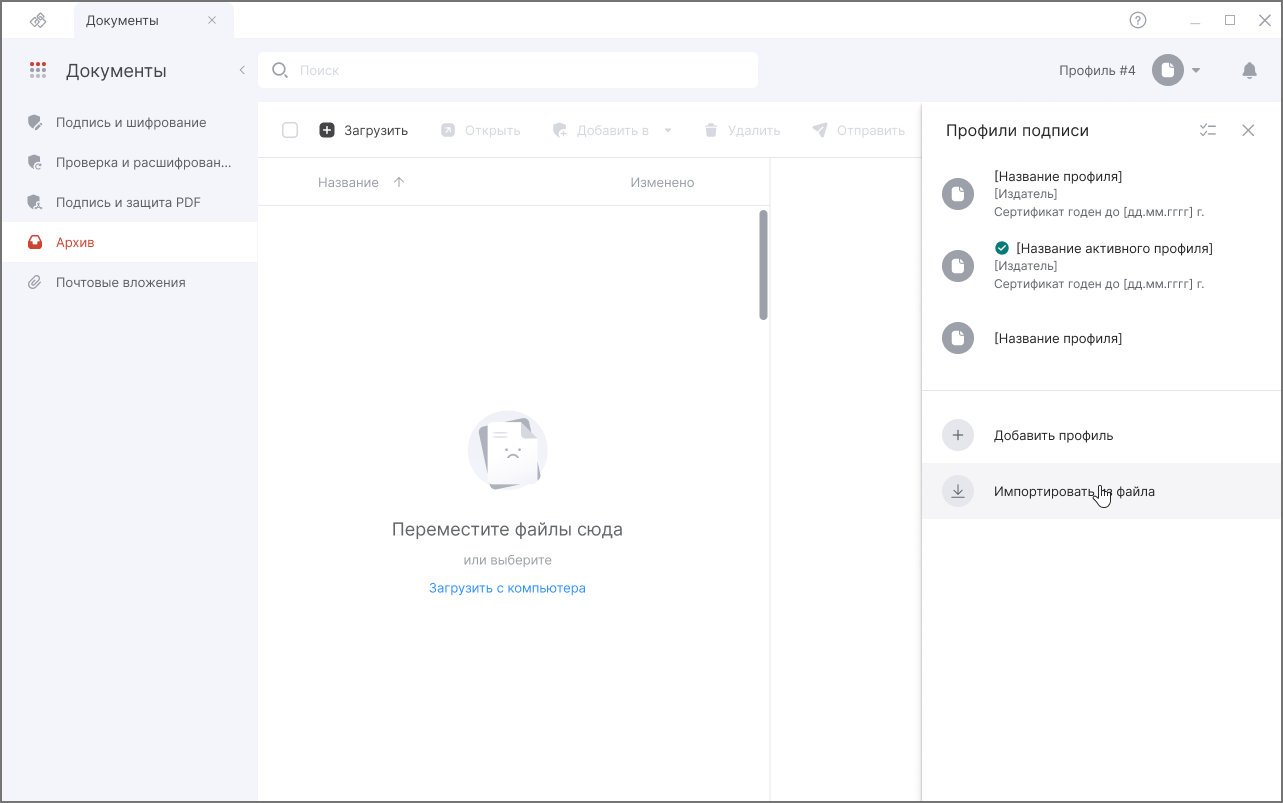 Документы
Документы
Поиск
Профиль #4
Подпись и шифрование
Проверка и расшифрован...
Подпись и защита PDF
Архив
Почтовые вложения
Загрузить
Открыть
Добавить в
Удалить
Отправить
Название
Изменено
Переместите файлы сюда
или выберите
Загрузить с компьютера
Профили подписи
[Название профиля]
[Издатель]
Сертификат годен до [дд.мм.гггг] г.
[Название активного профиля]
[Издатель]
Сертификат годен до [дд.мм.гггг] г.
[Название профиля]
Добавить профиль
Импортировать из файла